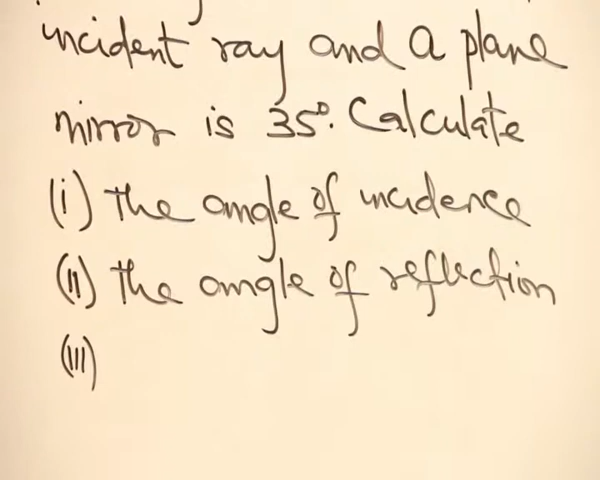 incident ray and a plane
mirror is 35°. Calculate
(i) the angle of incidence
(ii) the angle of reflection
(iii)